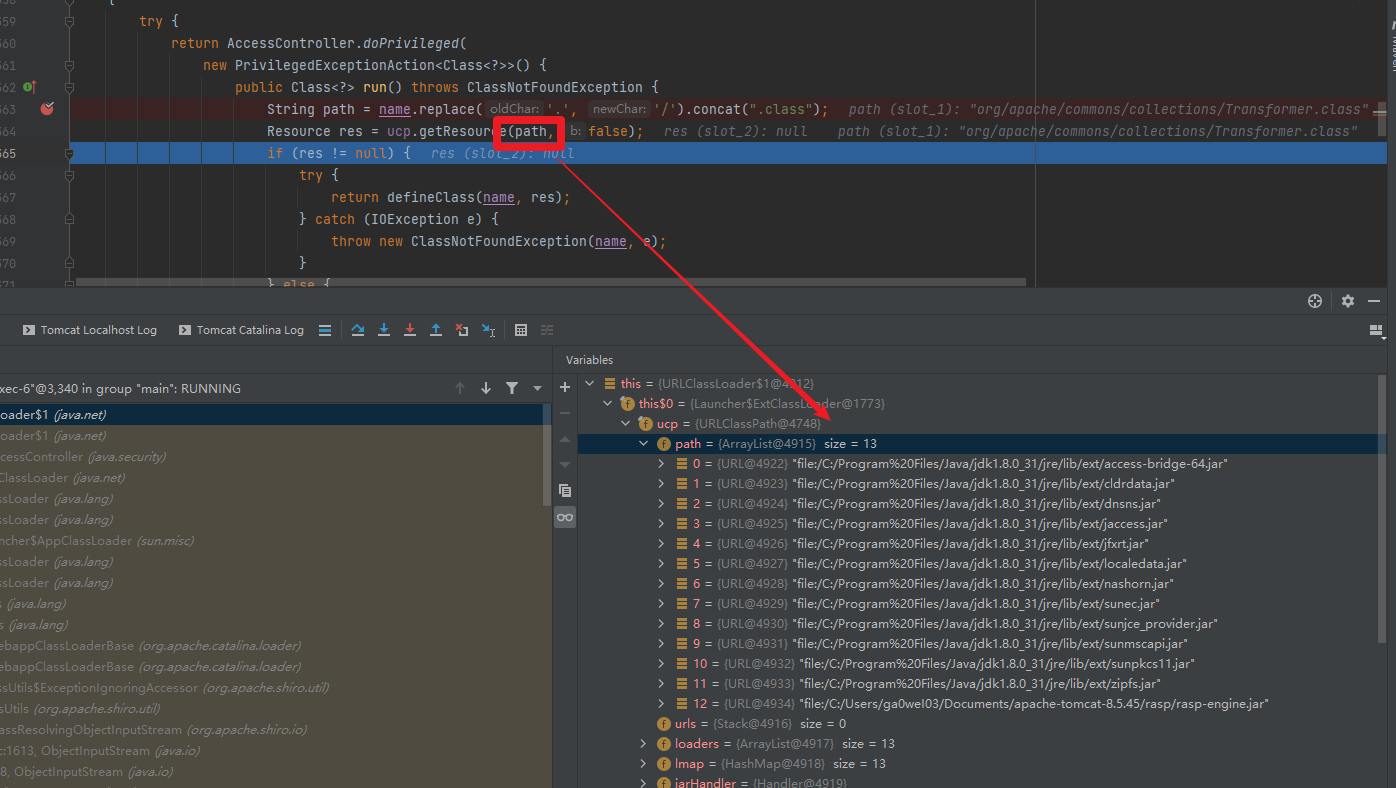 359
try {
360
return AccessController.doPrivileged(
361
new PrivilegedExceptionAction<Class<?>>() {
362
public Class<?> run() throws ClassNotFoundException {
363
String path = name.replace( oldChar: '.', newChar: '/').concat(".class"); path (slot_1): "org/apache/commons/collections/Transformer.class"
364
Resource res = ucp.getResource(path, b: false); res (slot_2): null path (slot_1): "org/apache/commons/collections/Transformer.class"
365
if (res != null) { res (slot_2): null
366
try {
367
return defineClass(name, res);
368
} catch (IOException e) {
369
throw new ClassNotFoundException(name, e);
370
}
371
} else {
Tomcat Localhost Log
Tomcat Catalina Log
Variables
xec-6"@3,340 in group "main": RUNNING
oader$1 (java.net)
oader$1 (java.net)
ccessController (java.security)
ClassLoader (java.net)
ssLoader (java.lang)
ssLoader (java.lang)
ncher$AppClassLoader (sun.misc)
ssLoader (java.lang)
ssLoader (java.lang)
s (java.lang)
s (java.lang)
ebappClassLoaderBase (org.apache.catalina.loader)
ebappClassLoaderBase (org.apache.catalina.loader)
ssUtils$ExceptionIgnoringAccessor (org.apache.shiro.util)
ssUtils (org.apache.shiro.util)
assResolvingObjectInputStream (org.apache.shiro.io)
c:1613, ObjectInputStream (java.io)
8, ObjectInputStream (java.io)
this = {URLClassLoader$1@4912}
this$0 = {Launcher$ExtClassLoader@1773}
ucp = {URLClassPath@4748}
path = {ArrayList@4915} size = 13
0 = {URL@4922} "file:/C:/Program%20Files/Java/jdk1.8.0_31/jre/lib/ext/access-bridge-64.jar"
1 = {URL@4923} "file:/C:/Program%20Files/Java/jdk1.8.0_31/jre/lib/ext/cldrdata.jar"
2 = {URL@4924} "file:/C:/Program%20Files/Java/jdk1.8.0_31/jre/lib/ext/dnsns.jar"
3 = {URL@4925} "file:/C:/Program%20Files/Java/jdk1.8.0_31/jre/lib/ext/jaccess.jar"
4 = {URL@4926} "file:/C:/Program%20Files/Java/jdk1.8.0_31/jre/lib/ext/jfxrt.jar"
5 = {URL@4927} "file:/C:/Program%20Files/Java/jdk1.8.0_31/jre/lib/ext/localedata.jar"
6 = {URL@4928} "file:/C:/Program%20Files/Java/jdk1.8.0_31/jre/lib/ext/nashorn.jar"
7 = {URL@4929} "file:/C:/Program%20Files/Java/jdk1.8.0_31/jre/lib/ext/sunec.jar"
8 = {URL@4930} "file:/C:/Program%20Files/Java/jdk1.8.0_31/jre/lib/ext/sunjce_provider.jar"
9 = {URL@4931} "file:/C:/Program%20Files/Java/jdk1.8.0_31/jre/lib/ext/sunmscapi.jar"
10 = {URL@4932} "file:/C:/Program%20Files/Java/jdk1.8.0_31/jre/lib/ext/sunpkcs11.jar"
11 = {URL@4933} "file:/C:/Program%20Files/Java/jdk1.8.0_31/jre/lib/ext/zipfs.jar"
12 = {URL@4934} "file:/C:/Users/ga0weI03/Documents/apache-tomcat-8.5.45/rasp/rasp-engine.jar"
urls = {Stack@4916} size = 0
loaders = {ArrayList@4917} size = 13
lmap = {HashMap@4918} size = 13
jarHandler = {Handler@4919}